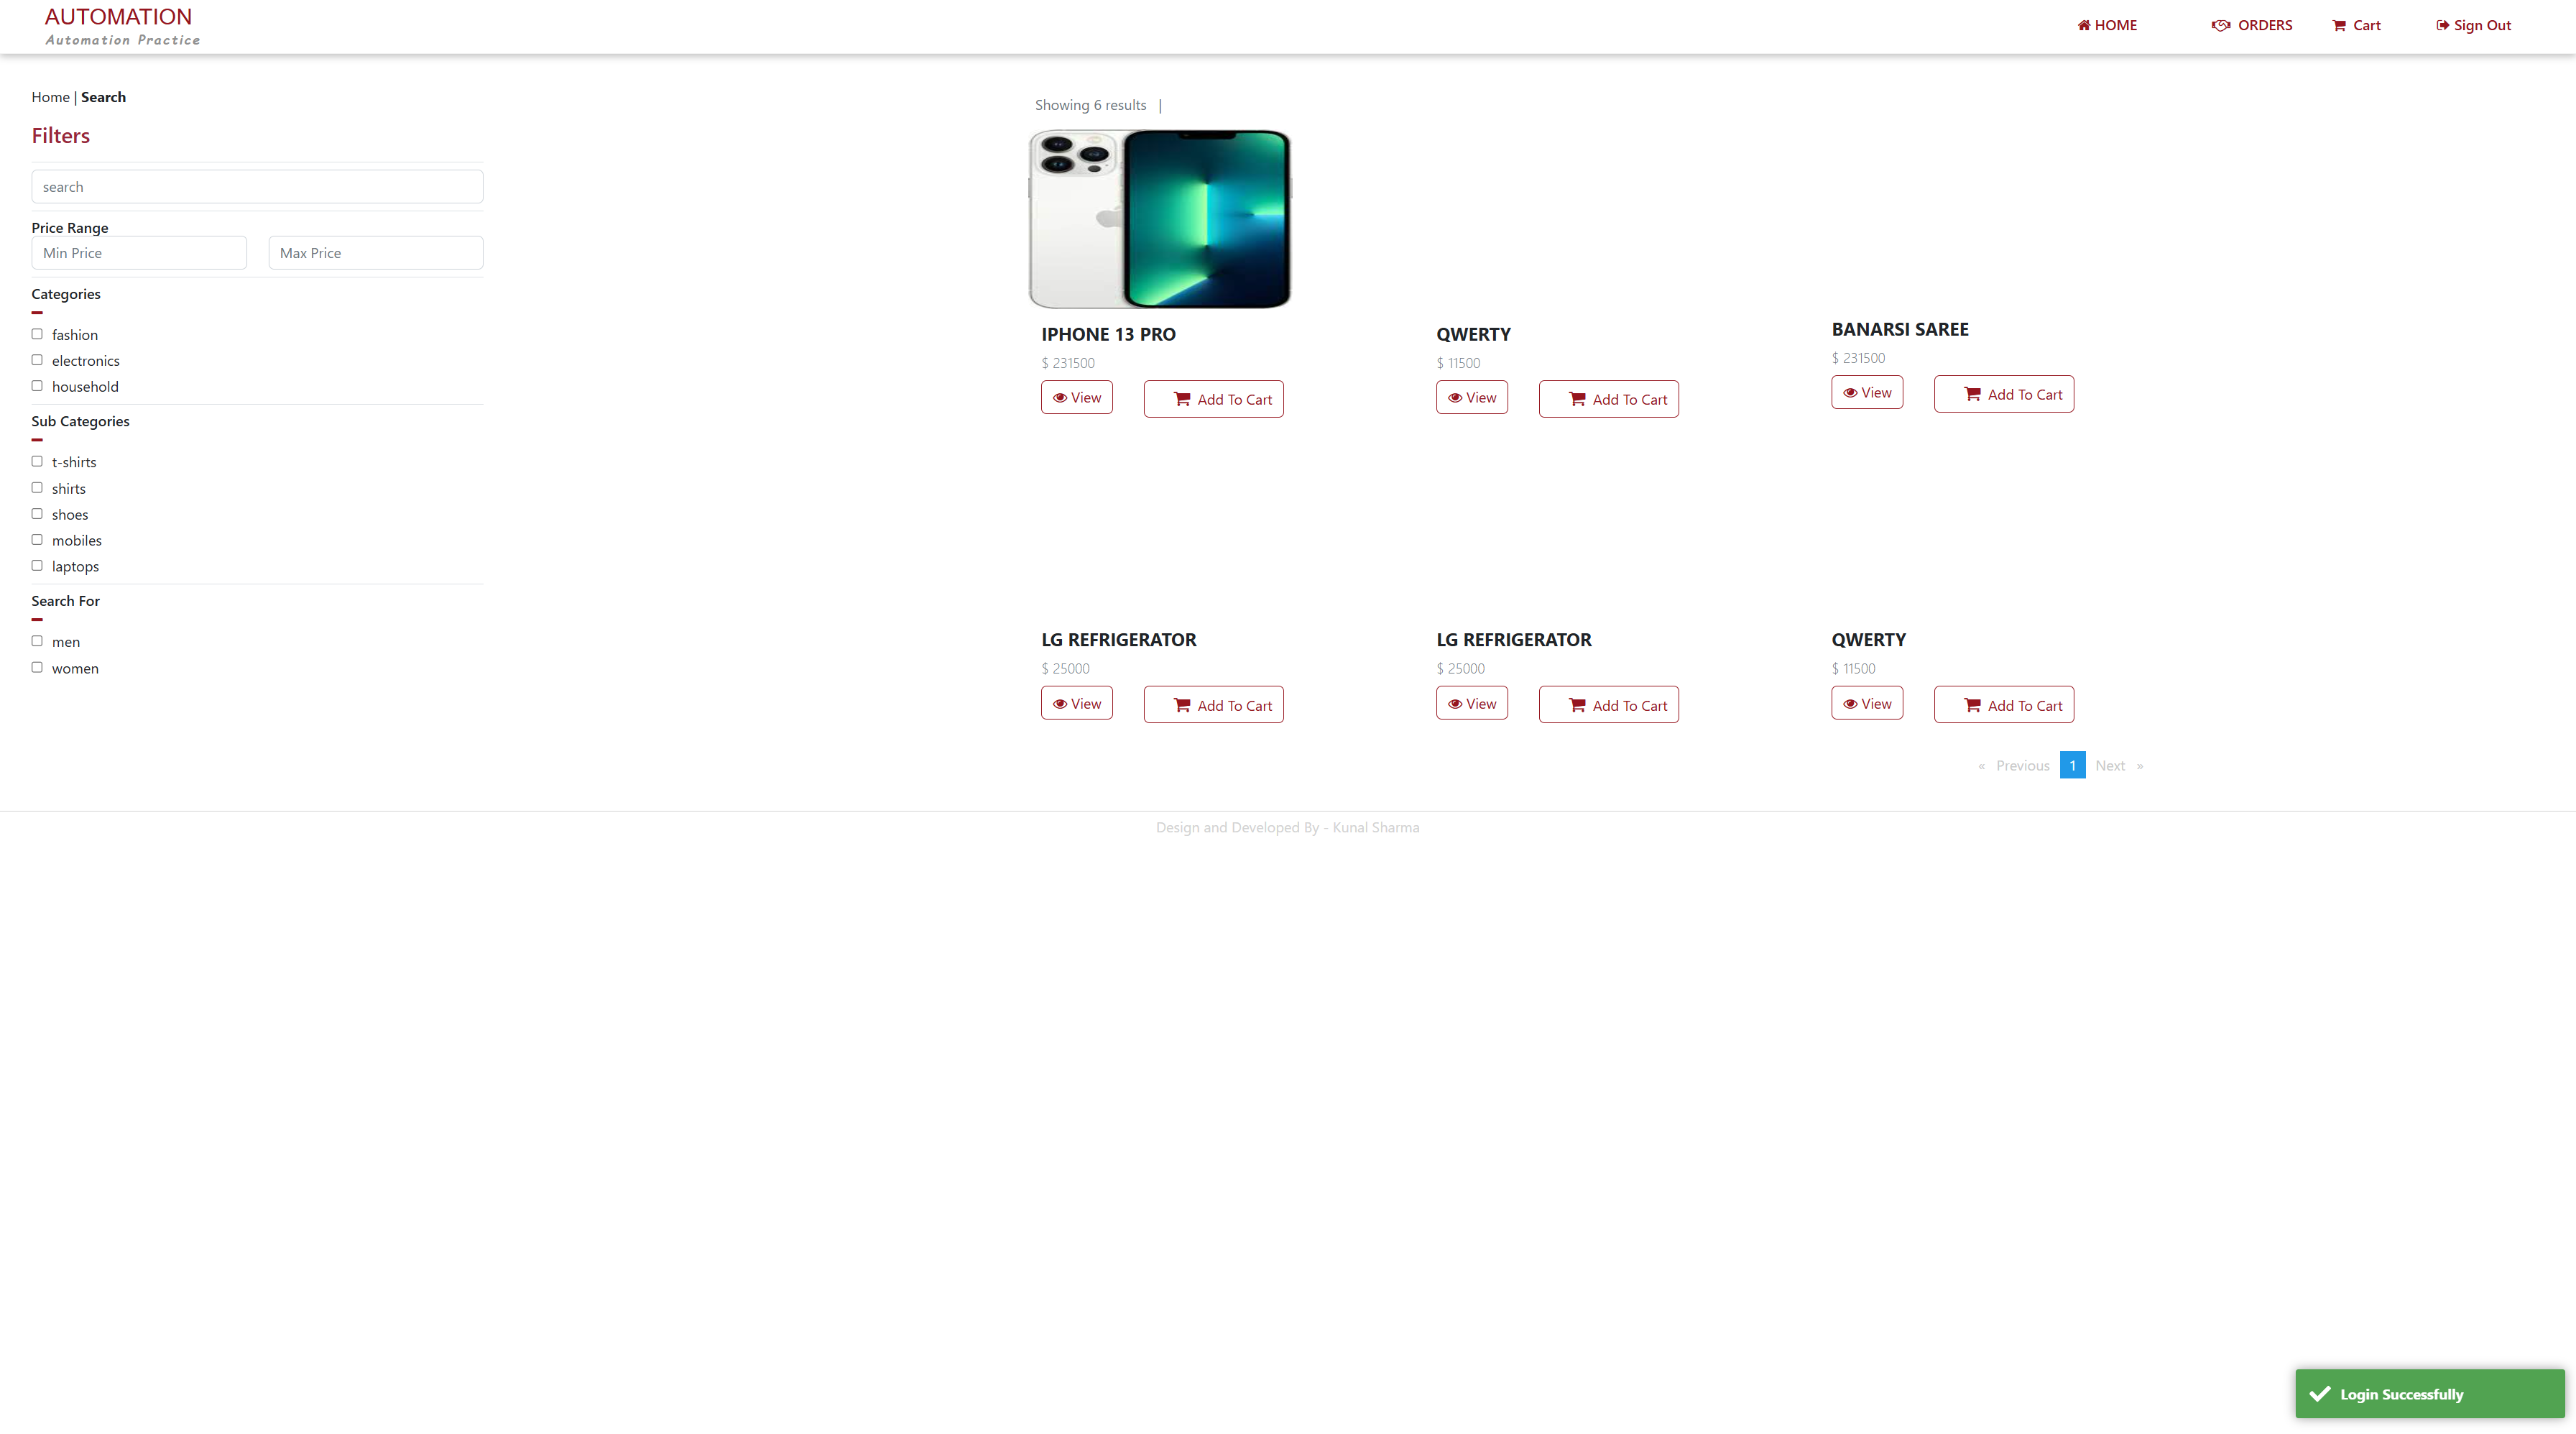 AUTOMATION
Automation Practice
HOME
ORDERS
Cart
Sign Out
Home | Search
Filters
search
Price Range
Min Price
Max Price
Categories
fashion
electronics
household
Sub Categories
t-shirts
shirts
shoes
mobiles
laptops
Search For
men
women
Showing 6 results |
IPHONE 13 PRO
$ 231500
View
Add To Cart
QWERTY
$ 11500
View
Add To Cart
BANARSI SAREE
$ 231500
View
Add To Cart
LG REFRIGERATOR
$ 25000
View
Add To Cart
LG REFRIGERATOR
$ 25000
View
Add To Cart
QWERTY
$ 11500
View
Add To Cart
« Previous 1 Next »
Design and Developed By - Kunal Sharma
Login Successfully